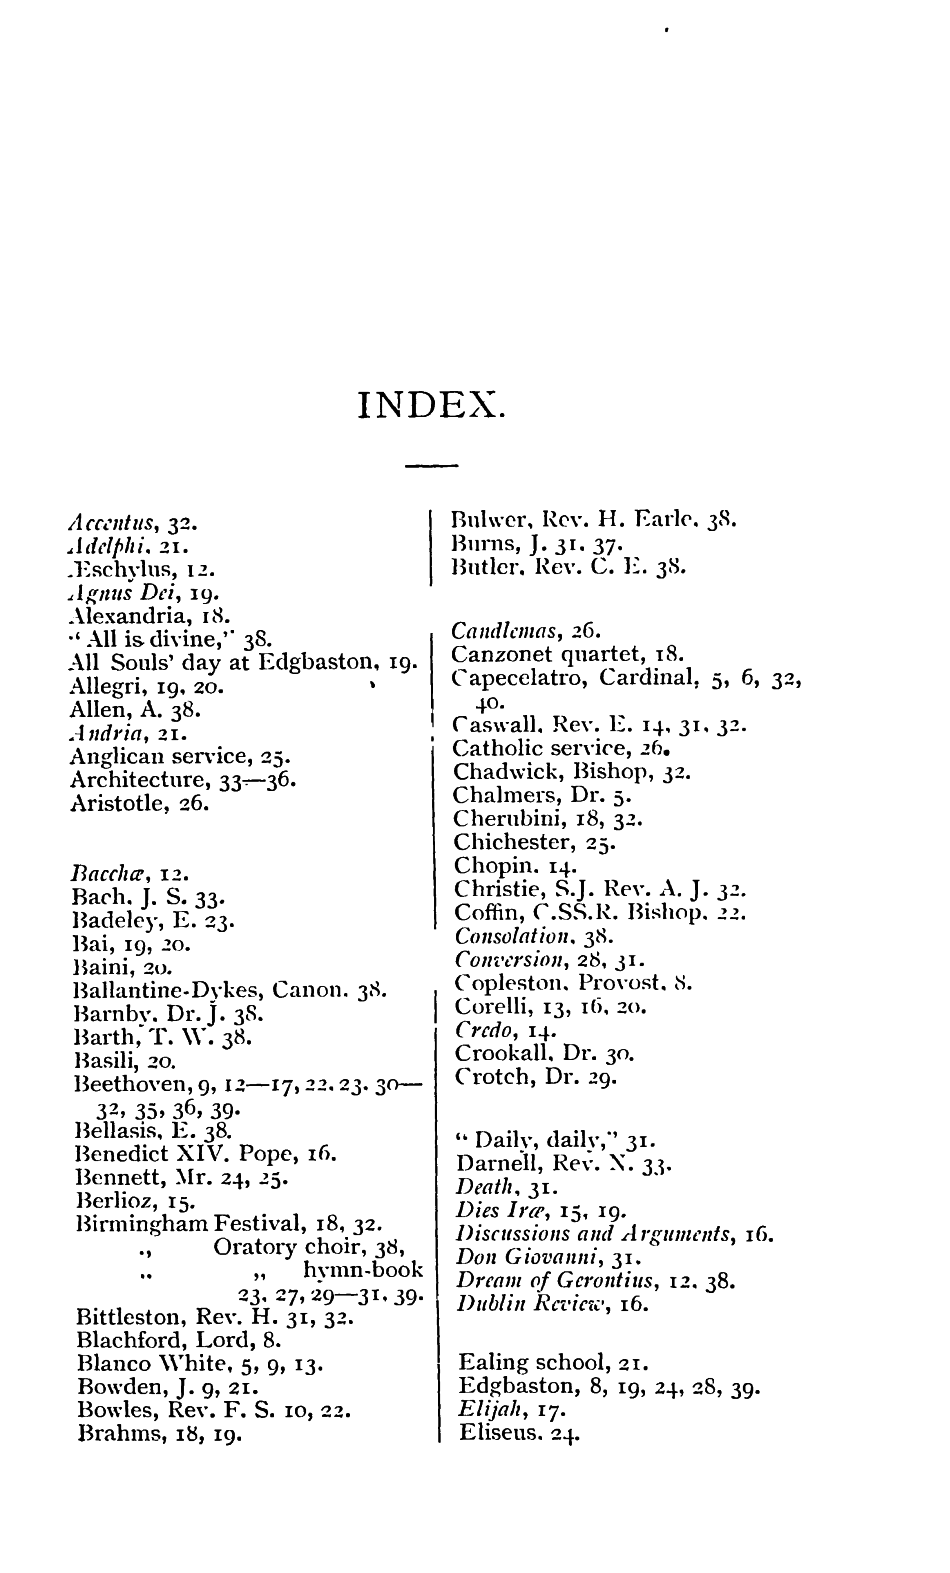 INDEX.
Accentus, 32.
Adelphi. 21.
Æschylus, 12.
Agnus Dei, 19.
Alexandria, 18.
“All is divine,” 38.
All Souls’ day at Edgbaston, 19.
Allegri, 19, 20.
Allen, A. 38.
Andria, 21.
Anglican service, 25.
Architecture, 33—36.
Aristotle, 26.
Bacchæ, 12.
Bach. J. S. 33.
Badeley, E. 23.
Bai, 19, 20.
Baini, 20.
Ballantine-Dykes, Canon. 38.
Barnby, Dr. J. 38.
Barth, T. W. 38.
Basili, 20.
Beethoven, 9, 12—17, 22, 23, 30—
32, 35, 36, 39.
Bellasis, E. 38.
Benedict XIV. Pope, 16.
Bennett, Mr. 24, 25.
Berlioz, 15.
Birmingham Festival, 18, 32.
„ Oratory choir, 38,
„ „ hymn-book
23, 27, 29—31, 39.
Bittleston, Rev. H. 31, 32.
Blachford, Lord, 8.
Blanco White, 5, 9, 13.
Bowden, J. 9, 21.
Bowles, Rev. F. S. 10, 22.
Brahms, 18, 19.
Bulwer, Rev. H. Earle. 38.
Burns, J. 31. 37.
Butler, Rev. C. E. 38.
Candlemas, 26.
Canzonet quartet, 18.
Capecelatro, Cardinal, 5, 6, 32,
40.
Caswall, Rev. E. 14, 31, 32.
Catholic service, 26.
Chadwick, Bishop, 32.
Chalmers, Dr. 5.
Cherubini, 18, 32.
Chichester, 25.
Chopin. 14.
Christie, S.J. Rev. A. J. 32.
Coffin, C.SS.R. Bishop, 22.
Consolation, 38.
Conversion, 28, 31.
Copleston, Provost, 8.
Corelli, 13, 16, 20.
Credo, 14.
Crookall, Dr. 30.
Crotch, Dr. 29.
“Daily, daily,” 31.
Darnell, Rev. N. 33.
Death, 31.
Dies Iræ, 15, 19.
Discussions and Arguments, 16.
Don Giovanni, 31.
Dream of Gerontius, 12. 38.
Dublin Review, 16.
Ealing school, 21.
Edgbaston, 8, 19, 24, 28, 39.
Elijah, 17.
Eliseus. 24.